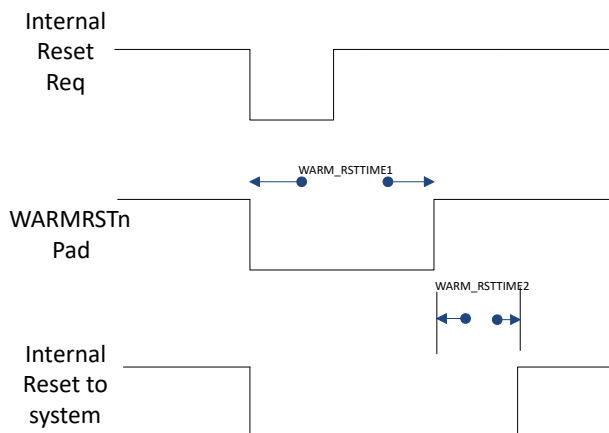 Internal
Reset
Req
WARM_RSTTIME1
WARMRSTn
Pad
WARM_RSTTIME2
Internal
Reset to
system